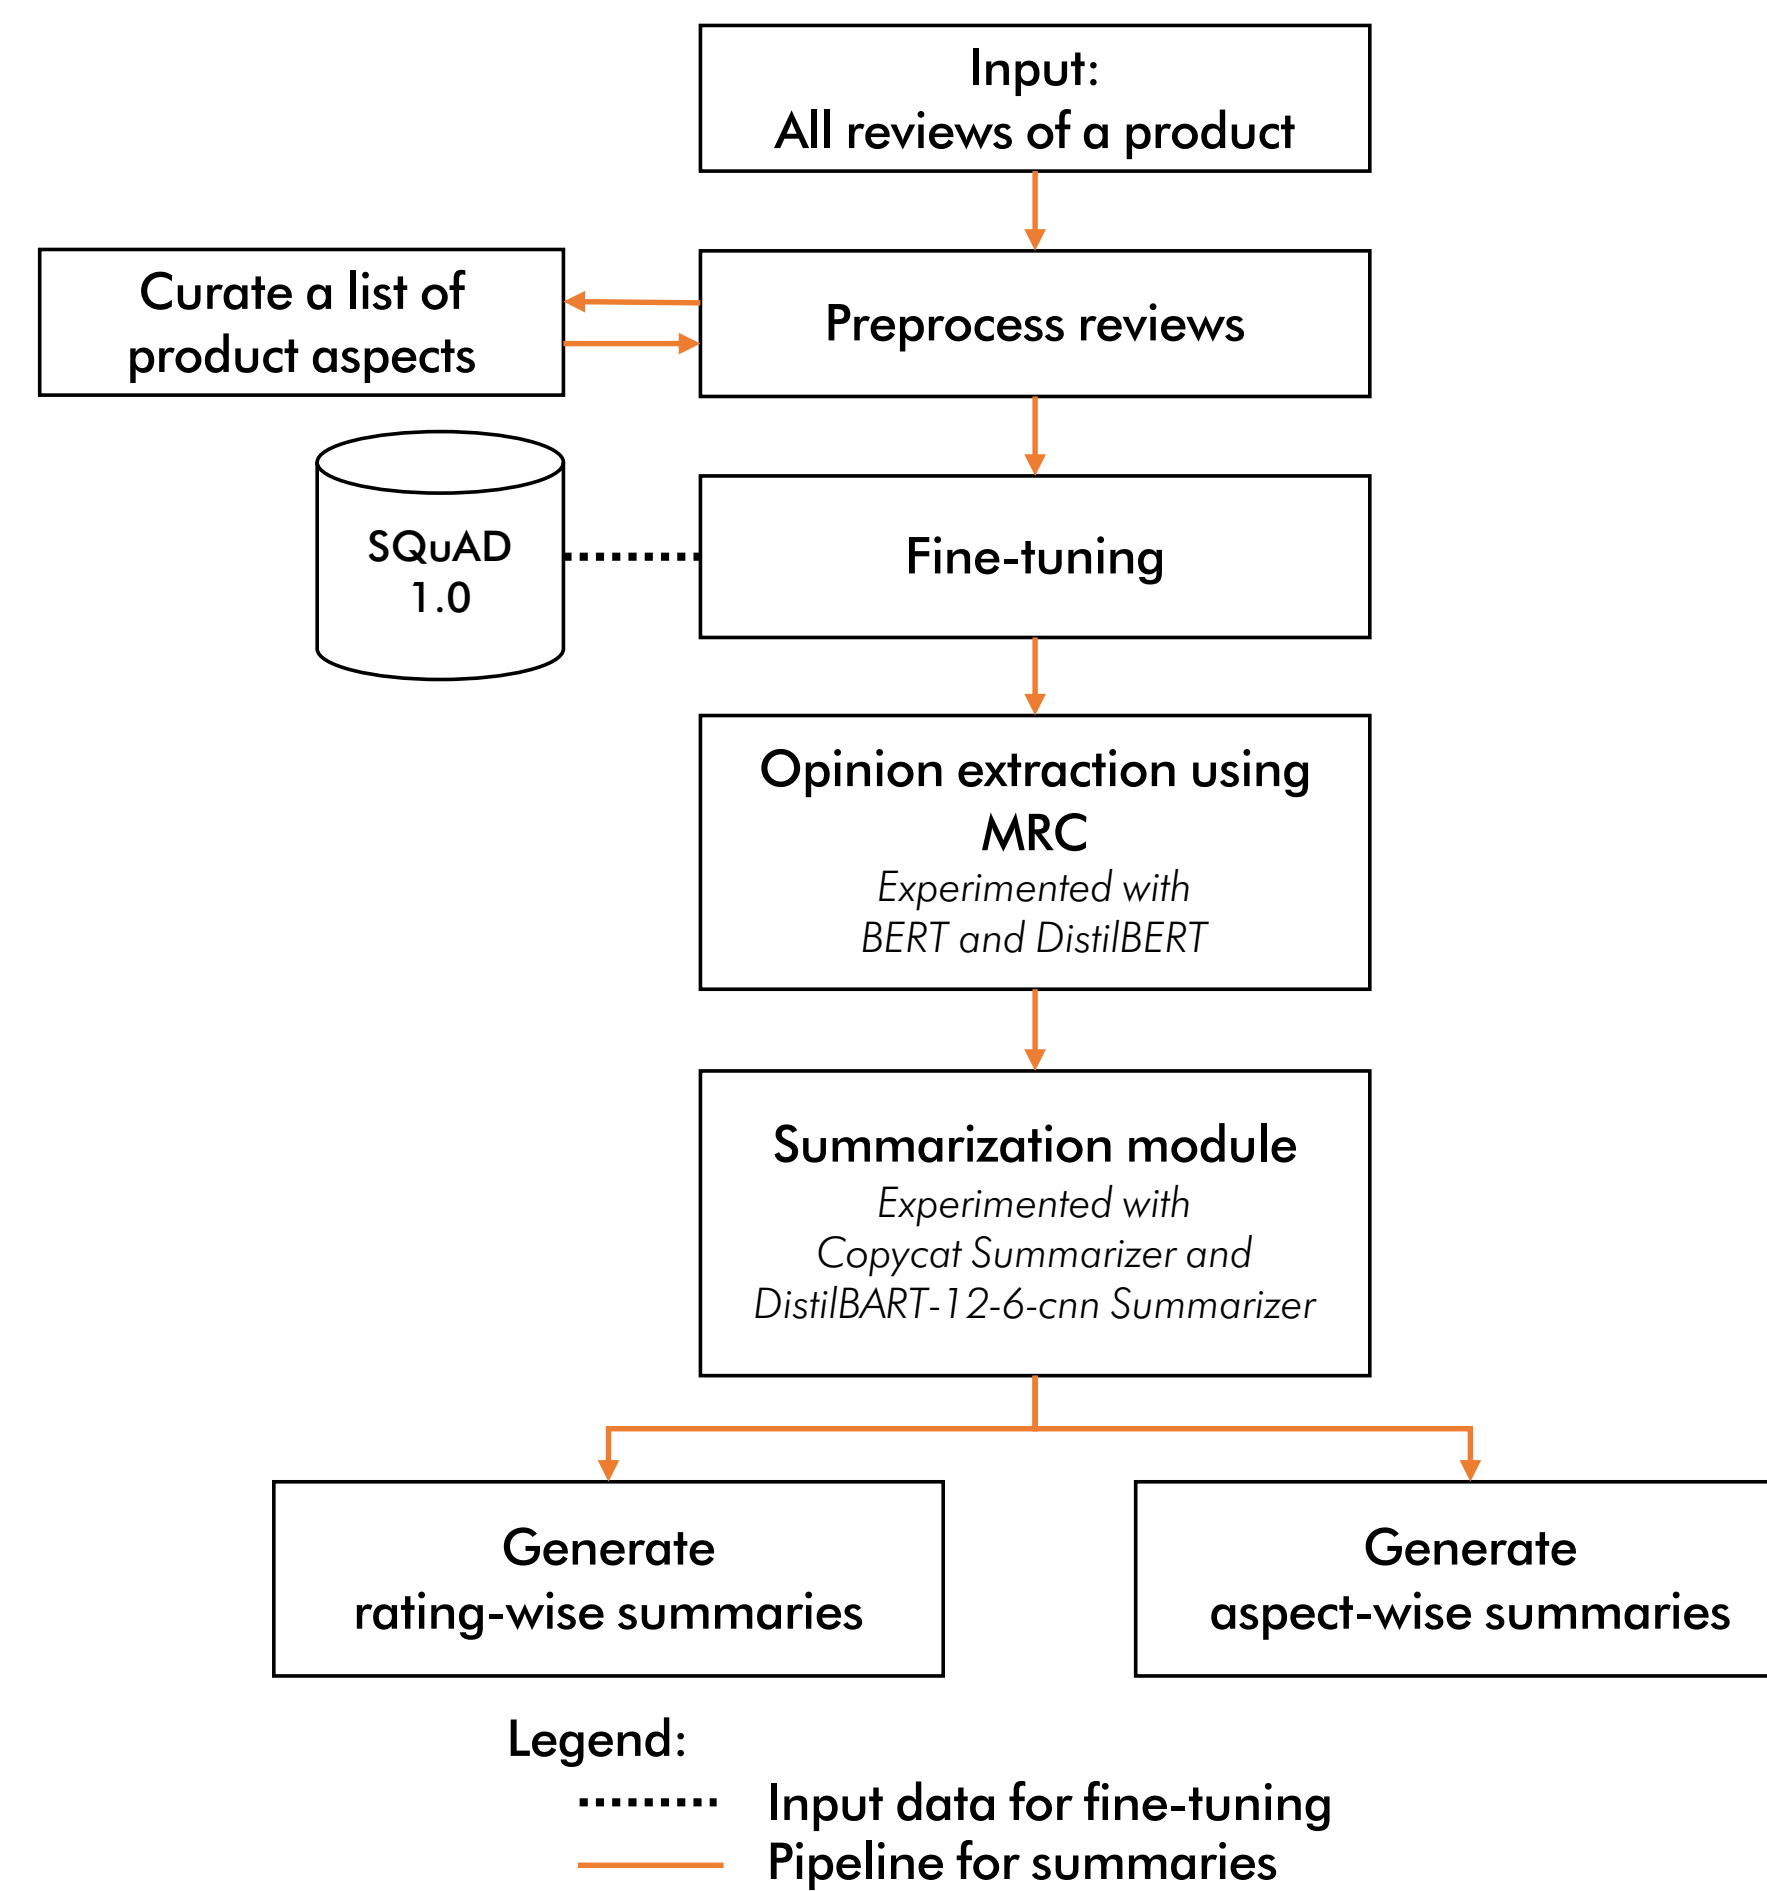 Input:
All reviews of a product
Curate a list of
product aspects
Preprocess reviews
SQuAD
1.0
Fine-tuning
Opinion extraction using
MRC
Experimented with
BERT and DistilBERT
Summarization module
Experimented with
Copycat Summarizer and
DistilBART-12-6-cnn Summarizer
Generate
rating-wise summaries
Generate
aspect-wise summaries
Legend:
Input data for fine-tuning
Pipeline for summaries